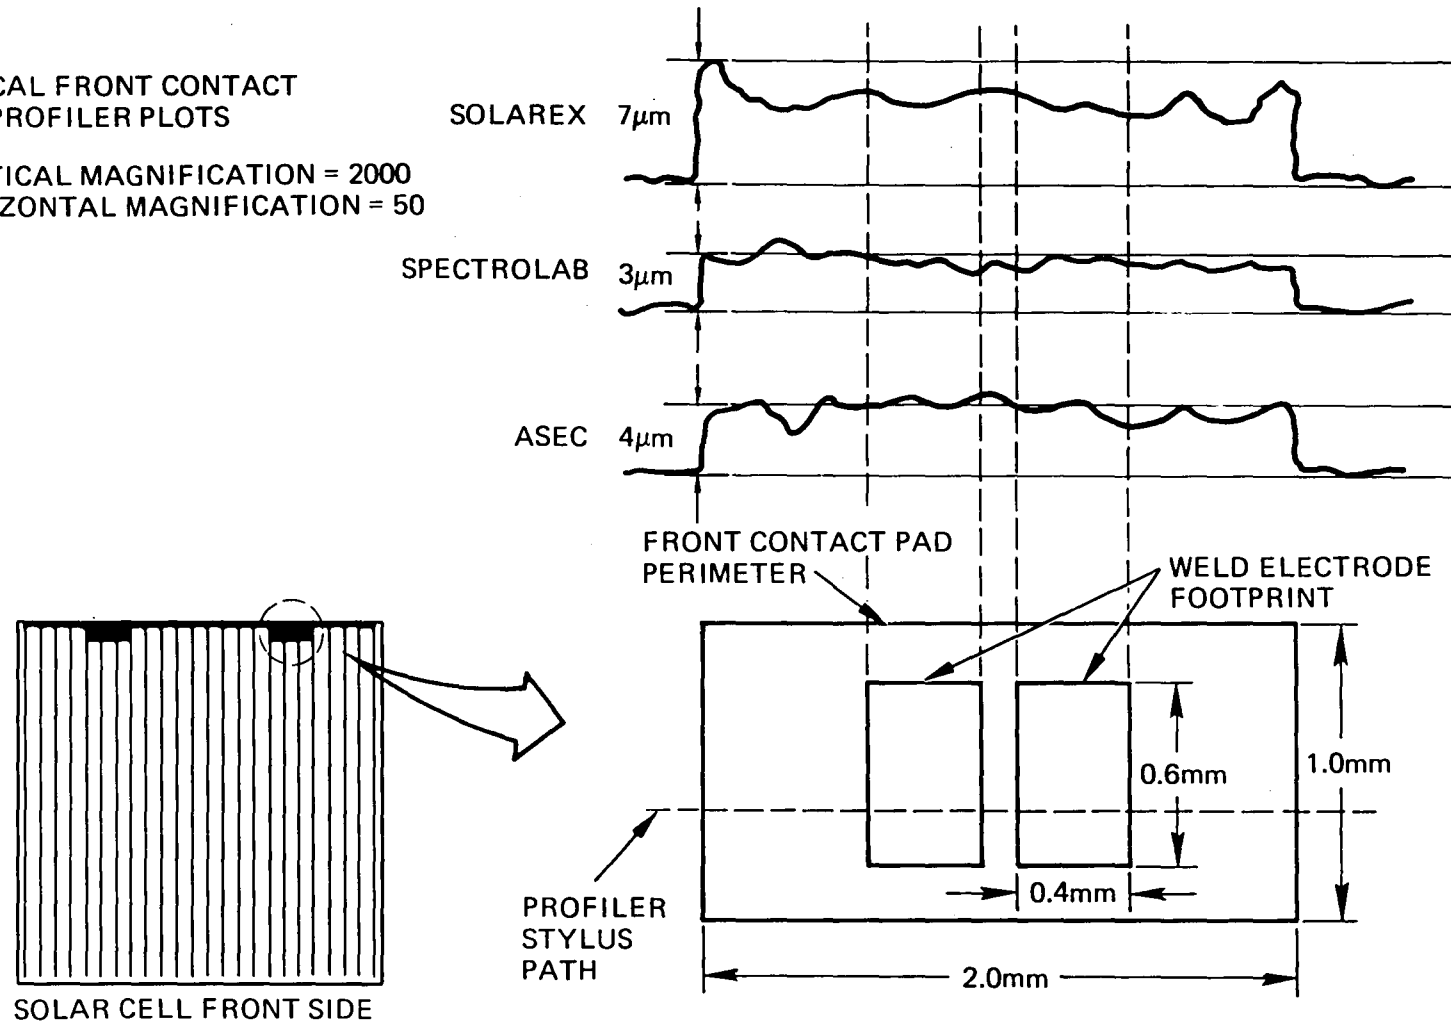 CAL FRONT CONTACT
PROFILER PLOTS
TICAL MAGNIFICATION = 2000
ZONTAL MAGNIFICATION = 50
SOLAREX 7μm
SPECTROLAB 3μm
ASEC 4μm
FRONT CONTACT PAD
PERIMETER
WELD ELECTRODE
FOOTPRINT
0.6mm
1.0mm
0.4mm
PROFILER
STYLUS
PATH
2.0mm
SOLAR CELL FRONT SIDE